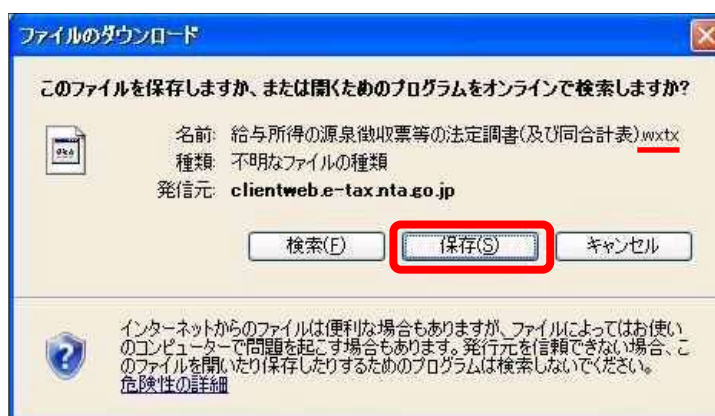 ファイルのダウンロード
このファイルを保存しますか、または開くためのプログラムをオンラインで検索しますか?
名前: 給与所得の源泉徴収票等の法定調書(及び同合計表).wxtx
種類: 不明なファイルの種類
発信元: clientweb.e-tax.nta.go.jp
検索(F) 保存(S) キャンセル
インターネットからのファイルは便利な場合もありますが、ファイルによってはお使い
のコンピューターで問題を起こす場合もあります。発行元を信頼できない場合、こ
のファイルを開いたり保存したりするためのプログラムは検索しないでください。
危険性の詳細